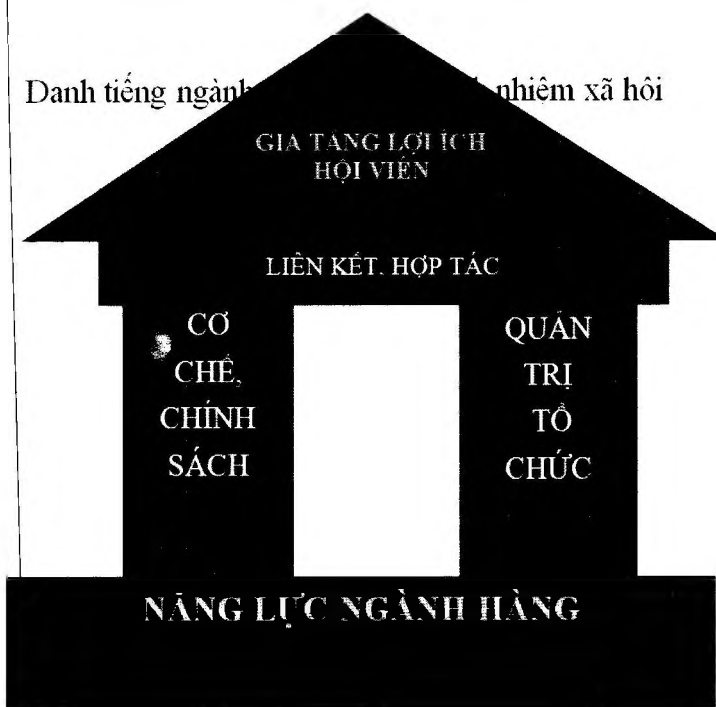 Danh tiếng ngành nhiệm xã hôi
GIA TĂNG LỢI ÍCH
HỘI VIÊN
LIÊN KẾT. HỢP TÁC
CƠ
CHẾ,
CHÍNH
SÁCH
QUẢN
TRỊ
TỔ
CHỨC
NĂNG LỰC NGÀNH HÀNG